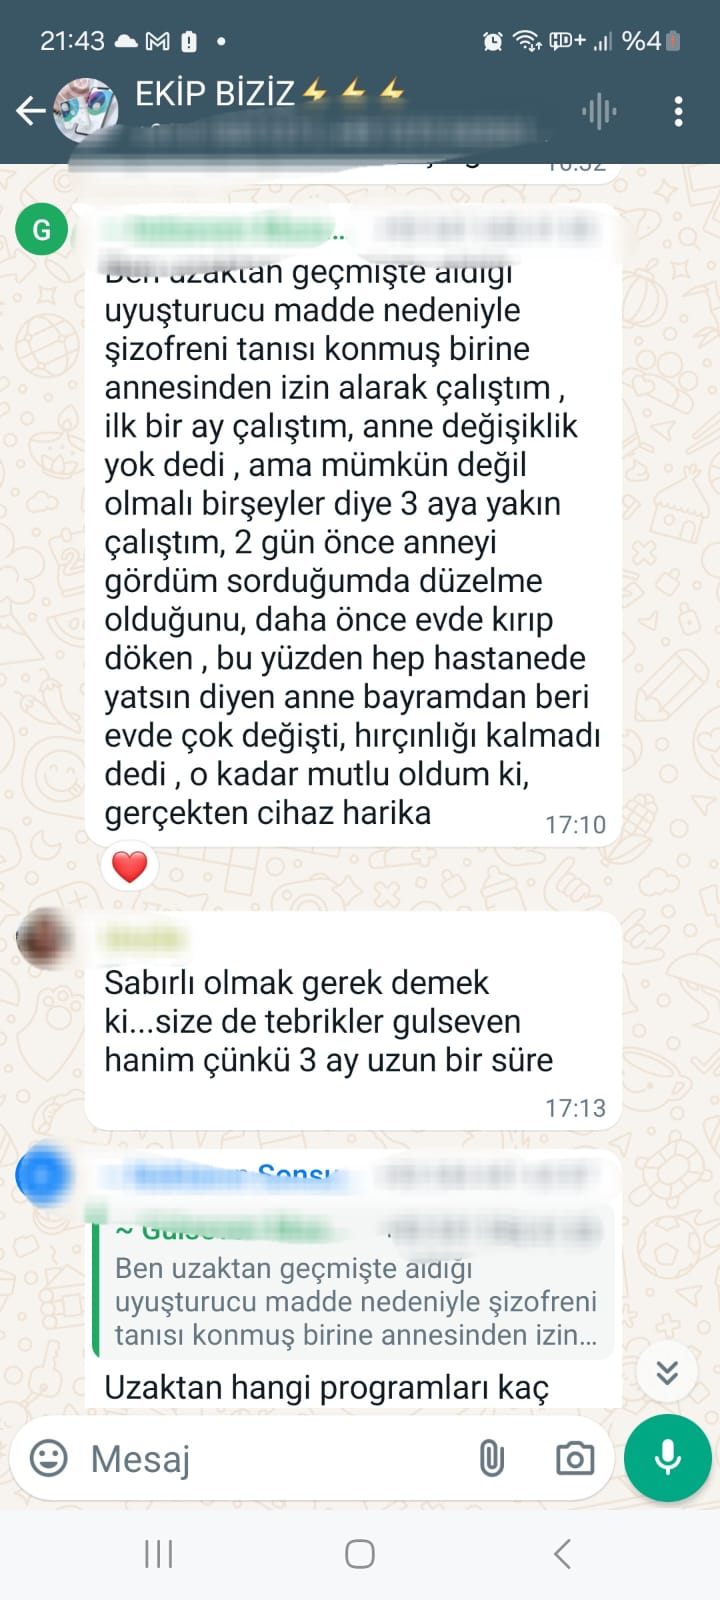 21:43
HD+
%4
EKİP BİZİZ
16:52
G
Ben uzaktan geçmişte aldığı
uyuşturucu madde nedeniyle
şizofreni tanısı konmuş birine
annesinden izin alarak çalıştım ,
ilk bir ay çalıştım, anne değişiklik
yok dedi , ama mümkün değil
olmalı birşeyler diye 3 aya yakın
çalıştım, 2 gün önce anneyi
gördüm sorduğumda düzelme
olduğunu, daha önce evde kırıp
döken , bu yüzden hep hastanede
yatsın diyen anne bayramdan beri
evde çok değişti, hırçınlığı kalmadı
dedi , o kadar mutlu oldum ki,
gerçekten cihaz harika
17:10
Sabırlı olmak gerek demek
ki...size de tebrikler gulseven
hanim çünkü 3 ay uzun bir süre
17:13
Ben uzaktan geçmişte aldığı
uyuşturucu madde nedeniyle şizofreni
tanısı konmuş birine annesinden izin...
Uzaktan hangi programları kaç
Mesaj